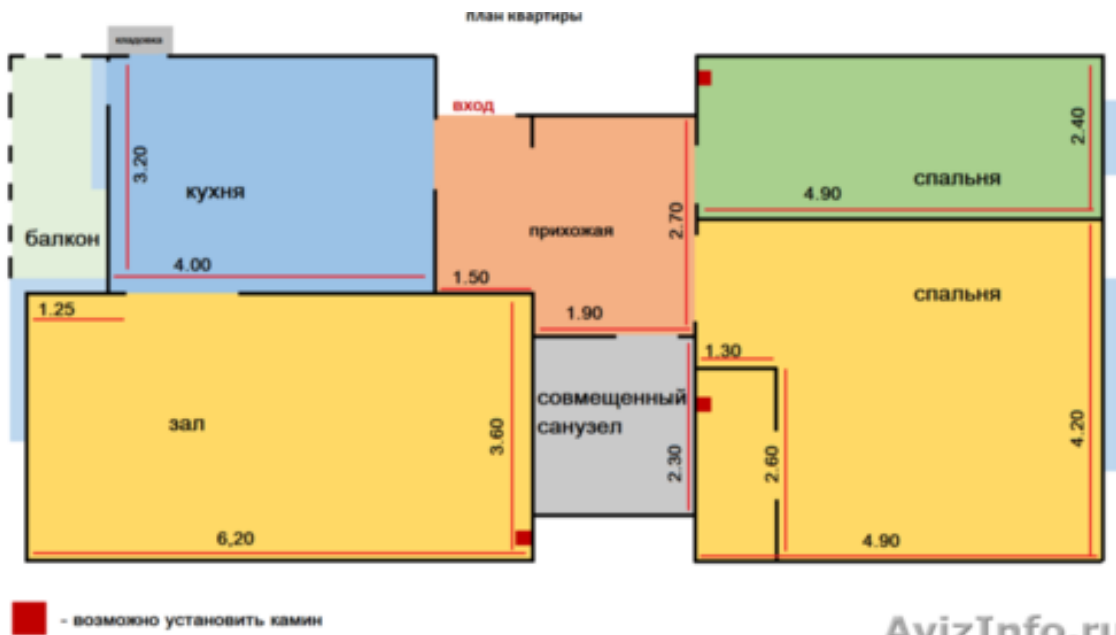 план квартиры
кладовка
вход
3.20
кухня
4.00
балкон
1.50
прихожая
2.70
1.90
спальня
4.90
2.40
спальня
1.25
зал
3.60
6,20
совмещенный
санузел
2.30
1.30
2.60
4.20
4.90
- возможно установить камин
AvizInfo.ru